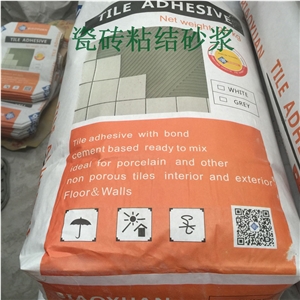 TILE ADHESIVE
TILE ADHESIVE
Net weight
瓷砖粘结砂浆
WHITE
GREY
Tile adhesive with bond
cement based ready to mix
ideal for porcelain and other
non porous tiles interior and exterior
Floor&Walls